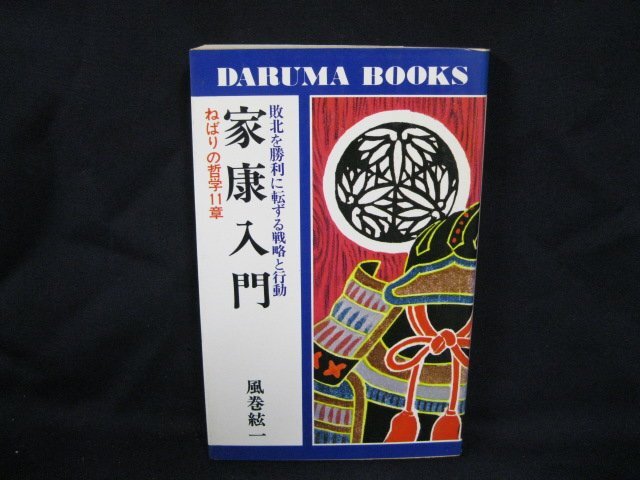 DARUMA BOOKS
敗北を勝利に転ずる戦略と行動
家康入門
ねばりの哲学11章
風巻絃一